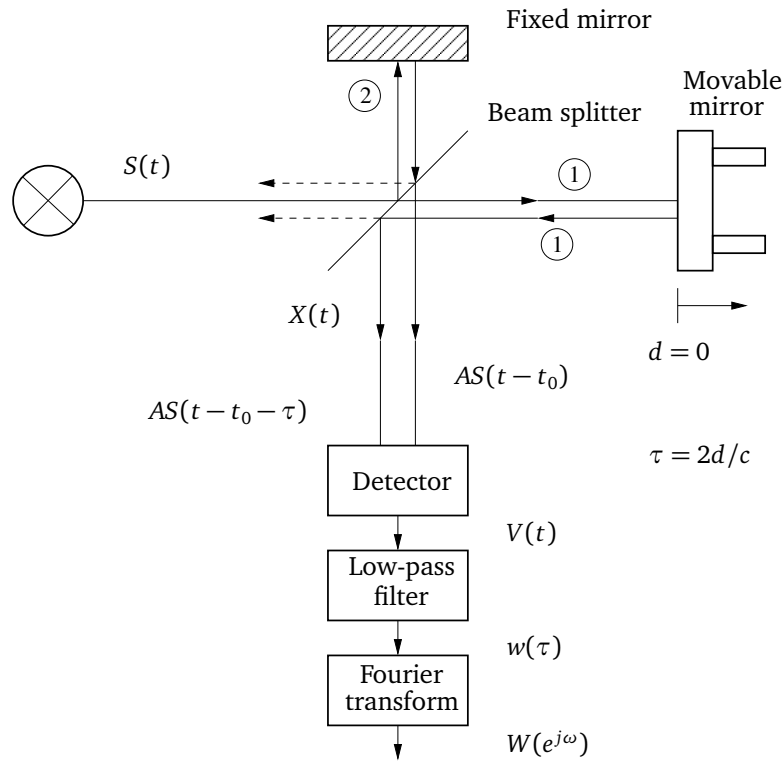 Fixed mirror
②
Movable
mirror
Beam splitter
S(t)
①
①
X(t)
d = 0
AS(t − t₀)
AS(t − t₀ − τ)
τ = 2d/c
Detector
V(t)
Low-pass
filter
w(τ)
Fourier
transform
W(e^{jω})